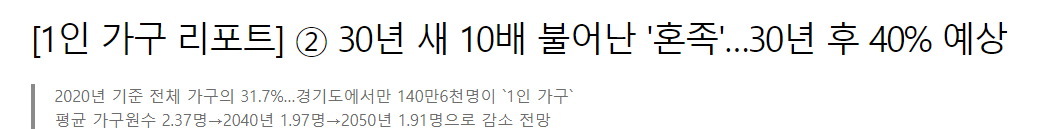 [1인 가구 리포트] ② 30년 새 10배 불어난 '혼족'…30년 후 40% 예상
2020년 기준 전체 가구의 31.7%…경기도에서만 140만6천명이 `1인 가구`
평균 가구원수 2.37명→2040년 1.97명→2050년 1.91명으로 감소 전망